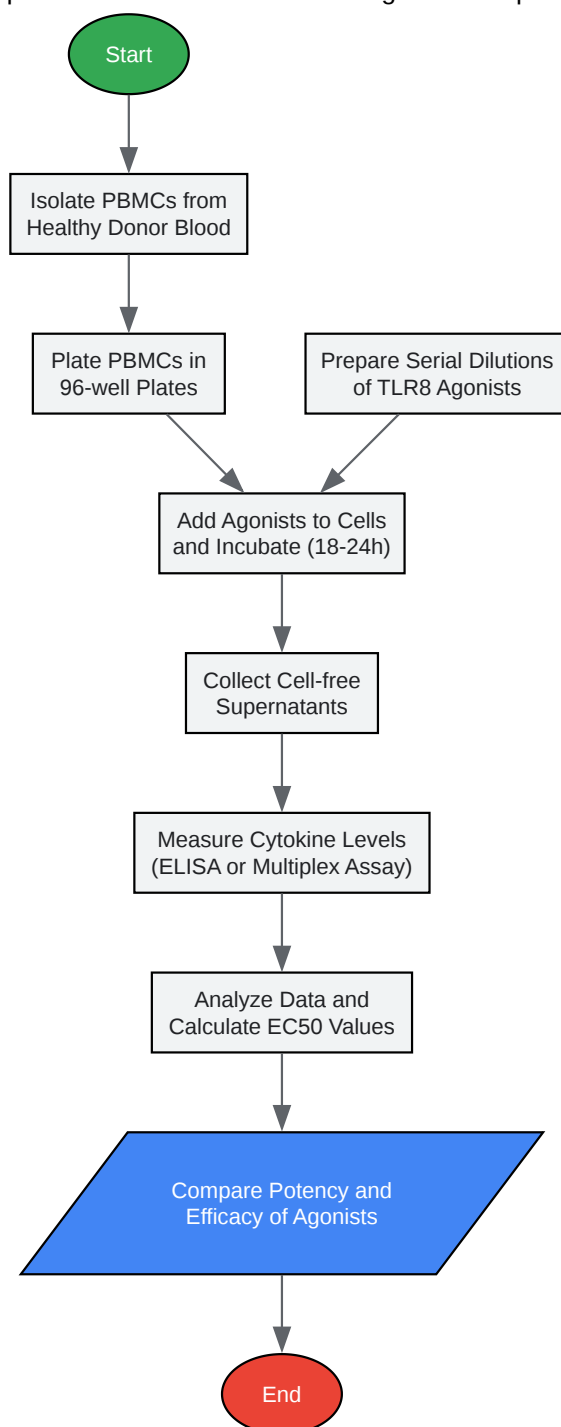 Start
Isolate PBMCs from
Healthy Donor Blood
Plate PBMCs in
96-well Plates
Prepare Serial Dilutions
of TLR8 Agonists
Add Agonists to Cells
and Incubate (18-24h)
Collect Cell-free
Supernatants
Measure Cytokine Levels
(ELISA or Multiplex Assay)
Analyze Data and
Calculate EC50 Values
Compare Potency and
Efficacy of Agonists
End